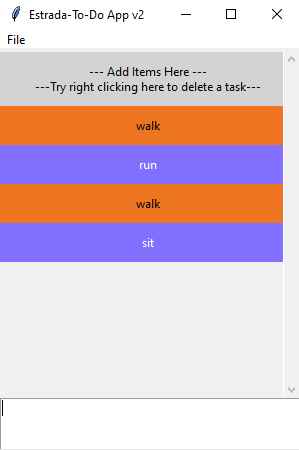 Estrada-To-Do App v2
File
--- Add Items Here ---
---Try right clicking here to delete a task---
walk
run
walk
sit